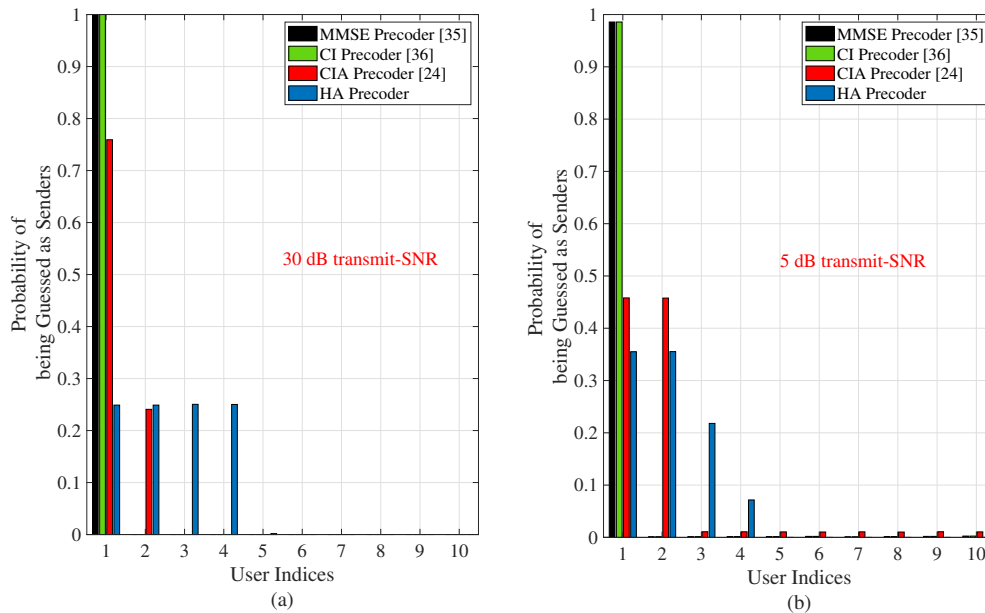 1
0.9
0.8
0.7
0.6
0.5
0.4
0.3
0.2
0.1
0
Probability of
being Guessed as Senders
MMSE Precoder [35]
CI Precoder [36]
CIA Precoder [24]
HA Precoder
30 dB transmit-SNR
1 2 3 4 5 6 7 8 9 10
User Indices
(a)
1
0.9
0.8
0.7
0.6
0.5
0.4
0.3
0.2
0.1
0
Probability of
being Guessed as Senders
MMSE Precoder [35]
CI Precoder [36]
CIA Precoder [24]
HA Precoder
5 dB transmit-SNR
1 2 3 4 5 6 7 8 9 10
User Indices
(b)